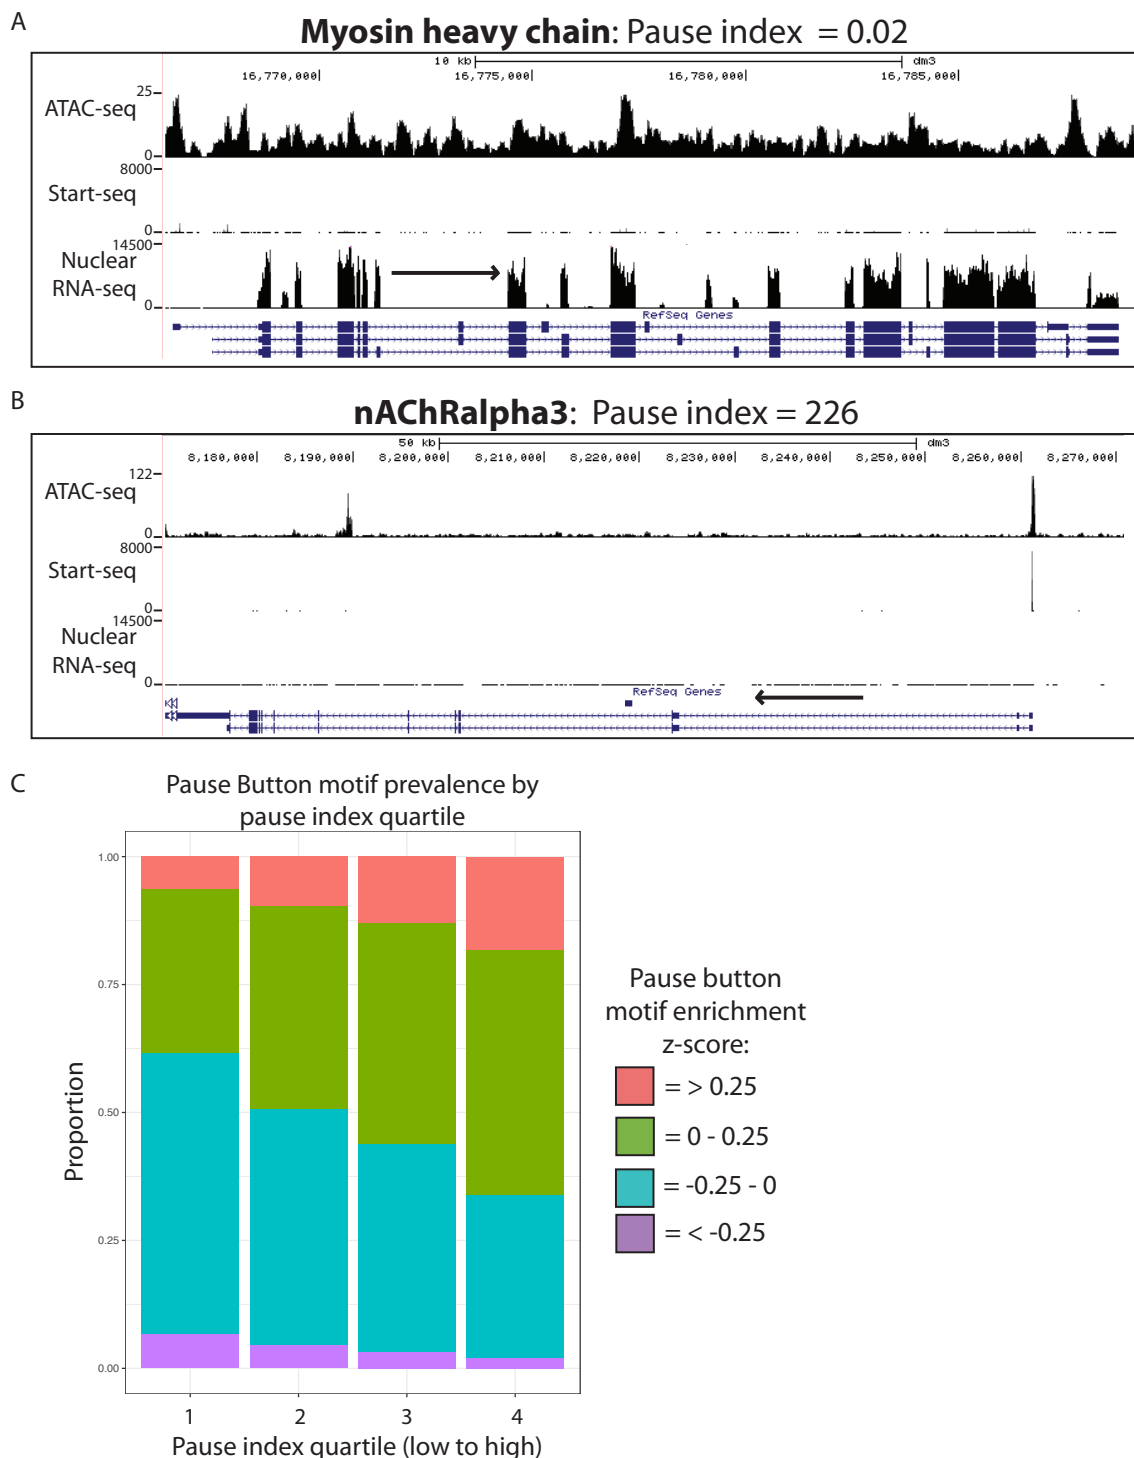 A
Myosin heavy chain: Pause index = 0.02
10 kb dm3
16,770,000| 16,775,000| 16,780,000| 16,785,000|
ATAC-seq
25
0
Start-seq
8000
0
Nuclear
RNA-seq
14500
0
RefSeq Genes
B
nAChRalpha3: Pause index = 226
50 kb dm3
8,180,000| 8,190,000| 8,200,000| 8,210,000| 8,220,000| 8,230,000| 8,240,000| 8,250,000| 8,260,000| 8,270,000|
ATAC-seq
122
0
Start-seq
8000
0
Nuclear
RNA-seq
14500
0
RefSeq Genes
C
Pause Button motif prevalence by
pause index quartile
1.00
0.75
0.50
0.25
0.00
Proportion
1 2 3 4
Pause index quartile (low to high)
Pause button
motif enrichment
z-score:
= > 0.25
= 0 - 0.25
= -0.25 - 0
= < -0.25